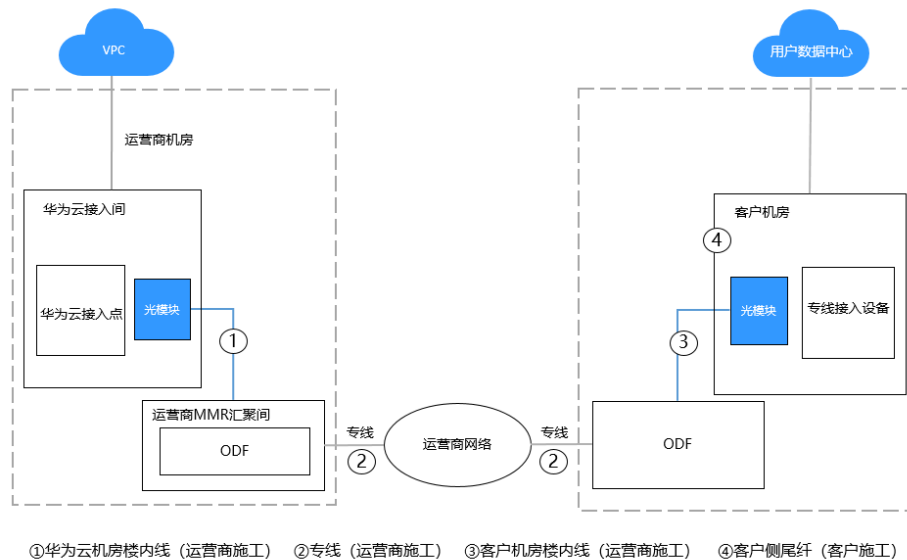 VPC
用户数据中心
运营商机房
华为云接入间
客户机房
④
华为云接入点
光模块
光模块
专线接入设备
①
③
运营商MMR汇聚间
ODF
专线
②
运营商网络
专线
②
ODF
①华为云机房楼内线（运营商施工） ②专线（运营商施工） ③客户机房楼内线（运营商施工） ④客户侧尾纤（客户施工）